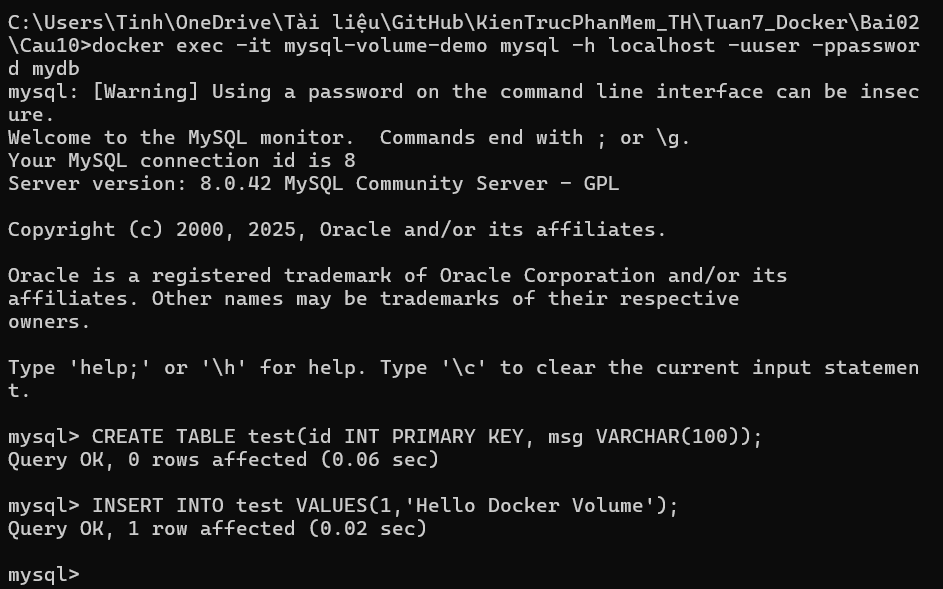 C:\Users\Tinh\OneDrive\Tài liệu\GitHub\KienTrucPhanMem_TH\Tuan7_Docker\Bai02
\Cau10>docker exec -it mysql-volume-demo mysql -h localhost -uuser -ppasswor
d mydb
mysql: [Warning] Using a password on the command line interface can be insec
ure.
Welcome to the MySQL monitor.  Commands end with ; or \g.
Your MySQL connection id is 8
Server version: 8.0.42 MySQL Community Server - GPL

Copyright (c) 2000, 2025, Oracle and/or its affiliates.

Oracle is a registered trademark of Oracle Corporation and/or its
affiliates. Other names may be trademarks of their respective
owners.

Type 'help;' or '\h' for help. Type '\c' to clear the current input statemen
t.

mysql> CREATE TABLE test(id INT PRIMARY KEY, msg VARCHAR(100));
Query OK, 0 rows affected (0.06 sec)

mysql> INSERT INTO test VALUES(1,'Hello Docker Volume');
Query OK, 1 row affected (0.02 sec)

mysql>